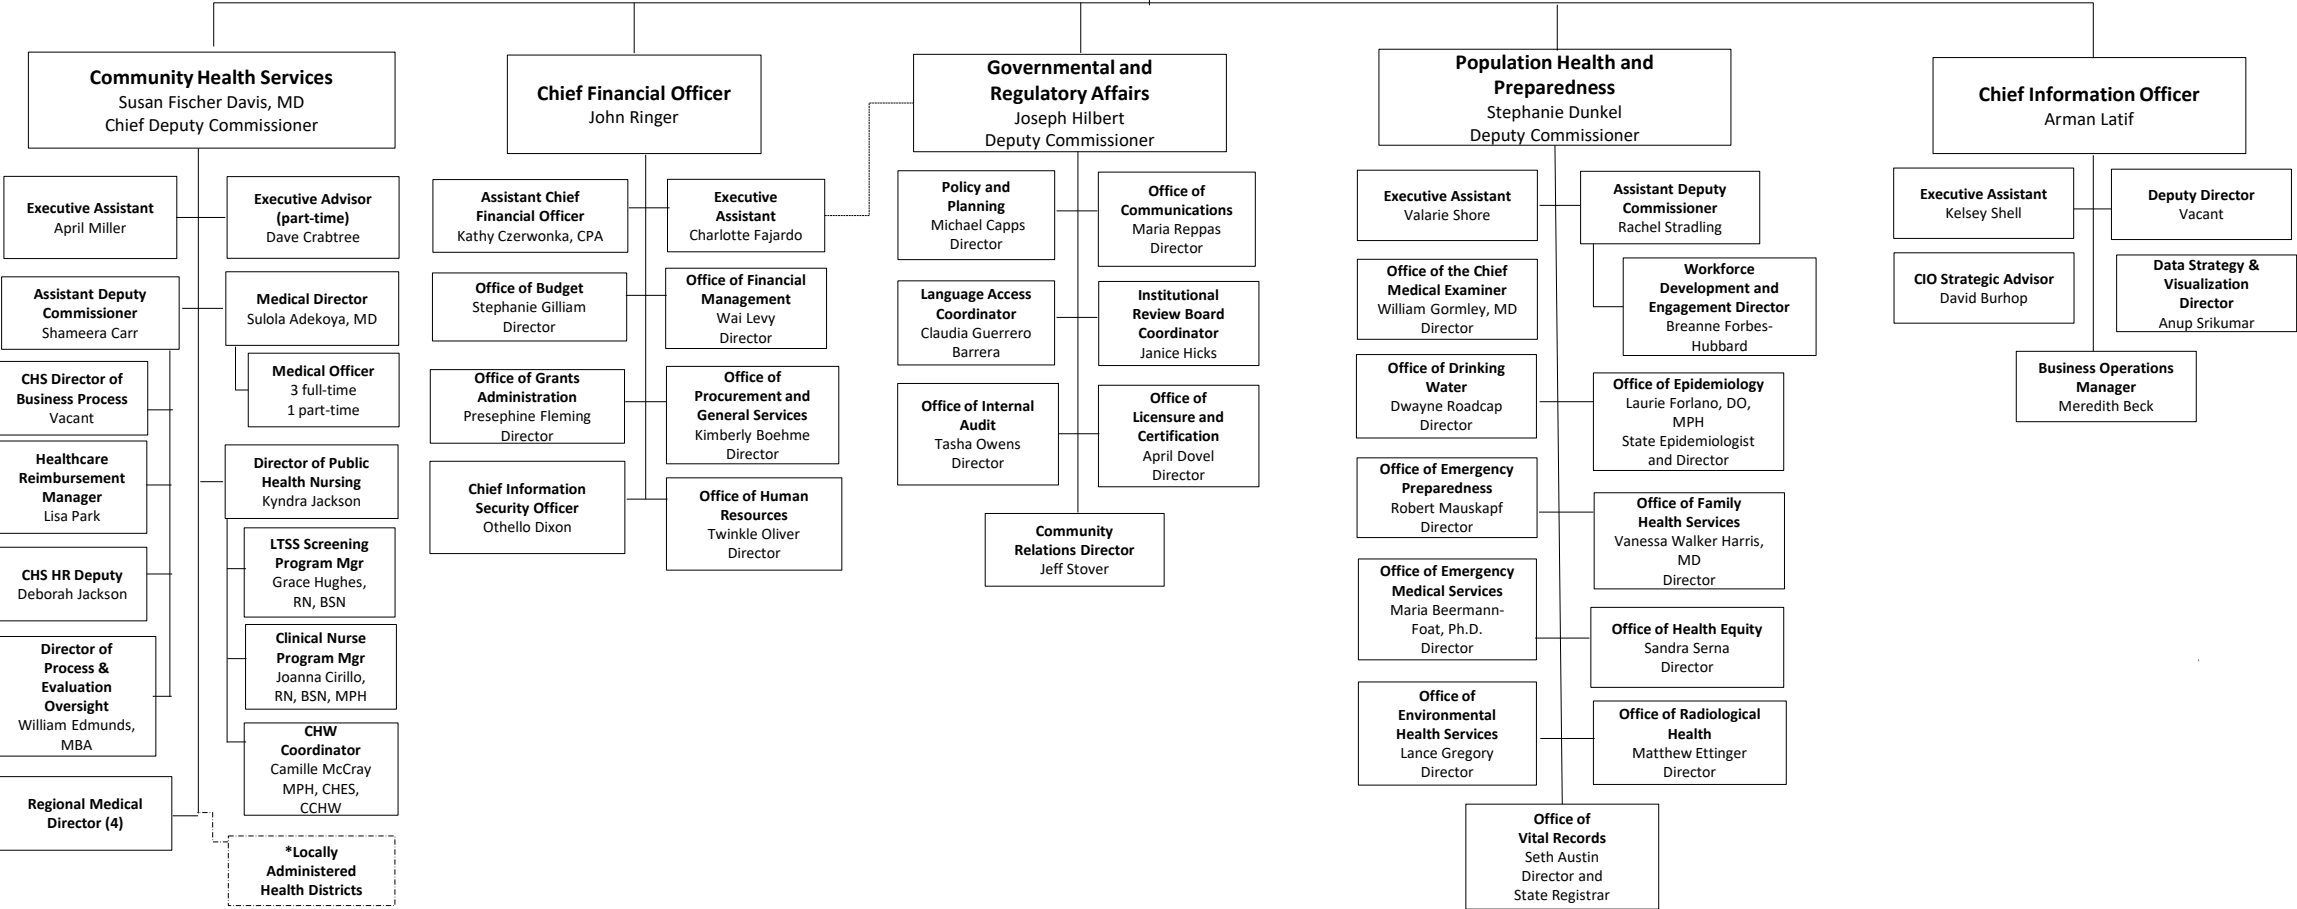 Community Health Services
Susan Fischer Davis, MD
Chief Deputy Commissioner
Executive Assistant
April Miller
Executive Advisor
(part-time)
Dave Crabtree
Assistant Deputy
Commissioner
Shameera Carr
Medical Director
Sulola Adekoya, MD
Medical Officer
3 full-time
1 part-time
CHS Director of
Business Process
Vacant
Healthcare
Reimbursement
Manager
Lisa Park
CHS HR Deputy
Deborah Jackson
Director of
Process &
Evaluation
Oversight
William Edmunds,
MBA
Director of Public
Health Nursing
Kyndra Jackson
LTSS Screening
Program Mgr
Grace Hughes,
RN, BSN
Clinical Nurse
Program Mgr
Joanna Cirillo,
RN, BSN, MPH
CHW
Coordinator
Camille McCray
MPH, CHES,
CCHW
Regional Medical
Director (4)
*Locally
Administered
Health Districts
Chief Financial Officer
John Ringer
Assistant Chief
Financial Officer
Kathy Czerwonka, CPA
Executive
Assistant
Charlotte Fajardo
Office of Budget
Stephanie Gilliam
Director
Office of Financial
Management
Wai Levy
Director
Office of Grants
Administration
Presephine Fleming
Director
Office of
Procurement and
General Services
Kimberly Boehme
Director
Chief Information
Security Officer
Othello Dixon
Office of Human
Resources
Twinkle Oliver
Director
Governmental and
Regulatory Affairs
Joseph Hilbert
Deputy Commissioner
Policy and
Planning
Michael Capps
Director
Office of
Communications
Maria Reppas
Director
Language Access
Coordinator
Claudia Guerrero
Barrera
Institutional
Review Board
Coordinator
Janice Hicks
Office of Internal
Audit
Tasha Owens
Director
Office of
Licensure and
Certification
April Dovel
Director
Community
Relations Director
Jeff Stover
Population Health and
Preparedness
Stephanie Dunkel
Deputy Commissioner
Executive Assistant
Valarie Shore
Assistant Deputy
Commissioner
Rachel Stradling
Workforce
Development and
Engagement Director
Breanne Forbes-
Hubbard
Office of the Chief
Medical Examiner
William Gormley, MD
Director
Office of Drinking
Water
Dwayne Roadcap
Director
Office of Epidemiology
Laurie Forlano, DO,
MPH
State Epidemiologist
and Director
Office of Emergency
Preparedness
Robert Mauskapf
Director
Office of Family
Health Services
Vanessa Walker Harris,
MD
Director
Office of Emergency
Medical Services
Maria Beermann-
Foat, Ph.D.
Director
Office of Health Equity
Sandra Serna
Director
Office of
Environmental
Health Services
Lance Gregory
Director
Office of Radiological
Health
Matthew Ettinger
Director
Office of
Vital Records
Seth Austin
Director and
State Registrar
Chief Information Officer
Arman Latif
Executive Assistant
Kelsey Shell
Deputy Director
Vacant
CIO Strategic Advisor
David Burhop
Data Strategy &
Visualization
Director
Anup Srikumar
Business Operations
Manager
Meredith Beck